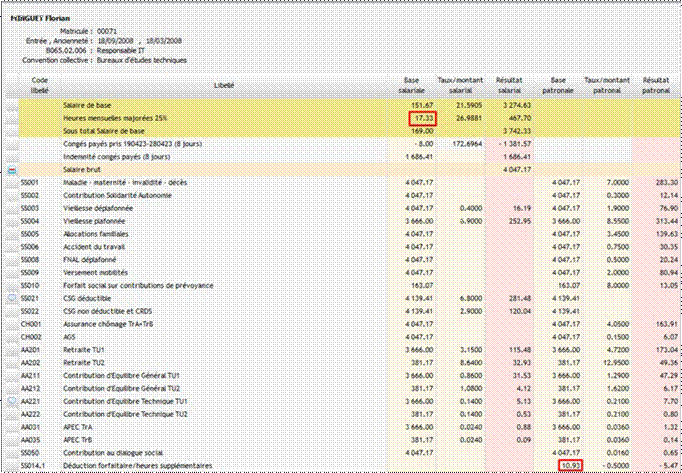 MINGUET Florian
Matricule : 00071
Entrée , Ancienneté : 18/09/2008 , 18/03/2008
B065.02.006 : Responsable IT
Convention collective : Bureaux d'études techniques
Code libellé Libellé Base salariale Taux/montant salarial Résultat salarial Base patronale Taux/montant patronal Résultat patronal
Salaire de base 151.67 21.5905 3 274.63
Heures mensuelles majorées 25% 17.33 26.9881 467.70
Sous total Salaire de base 169.00 3 742.33
Congés payés pris 190423-280423 (8 jours) - 8.00 172.6964 - 1 381.57
Indemnité congés payés (8 jours) 1 686.41 1 686.41
Salaire brut 4 047.17
SS001 Maladie - maternité - invalidité - décès 4 047.17 4 047.17 7.0000 283.30
SS002 Contribution Solidarité Autonomie 4 047.17 4 047.17 0.3000 12.14
SS003 Vieillesse déplafonnée 4 047.17 0.4000 16.19 4 047.17 1.9000 76.90
SS004 Vieillesse plafonnée 3 666.00 6.9000 252.95 3 666.00 8.5500 313.44
SS005 Allocations familiales 4 047.17 4 047.17 3.4500 139.63
SS006 Accident du travail 4 047.17 4 047.17 0.7500 30.35
SS008 FNAL déplafonné 4 047.17 4 047.17 0.5000 20.24
SS009 Versement mobilités 4 047.17 4 047.17 2.0000 80.94
SS010 Forfait social sur contributions de prévoyance 163.07 163.07 8.0000 13.05
SS021 CSG déductible 4 139.41 6.8000 281.48 4 139.41
SS022 CSG non déductible et CRDS 4 139.41 2.9000 120.04 4 139.41
CH001 Assurance chômage TrA+TrB 4 047.17 4 047.17 4.0500 163.91
CH002 AGS 4 047.17 4 047.17 0.1500 6.07
AA201 Retraite TU1 3 666.00 3.1500 115.48 3 666.00 4.7200 173.04
AA202 Retraite TU2 381.17 8.6400 32.93 381.17 12.9500 49.36
AA211 Contribution d'Equilibre Général TU1 3 666.00 0.8600 31.53 3 666.00 1.2900 47.29
AA212 Contribution d'Equilibre Général TU2 381.17 1.0800 4.12 381.17 1.6200 6.17
AA221 Contribution d'Equilibre Technique TU1 3 666.00 0.1400 5.13 3 666.00 0.2100 7.70
AA222 Contribution d'Equilibre Technique TU2 381.17 0.1400 0.53 381.17 0.2100 0.80
AA031 APEC TrA 3 666.00 0.0240 0.88 3 666.00 0.0360 1.32
AA035 APEC TrB 381.17 0.0240 0.09 381.17 0.0360 0.14
SS050 Contribution au dialogue social 4 047.17 4 047.17 0.0160 0.65
SS014.1 Déduction forfaitaire/heures supplémentaires 10.93 - 0.5000 - 5.47